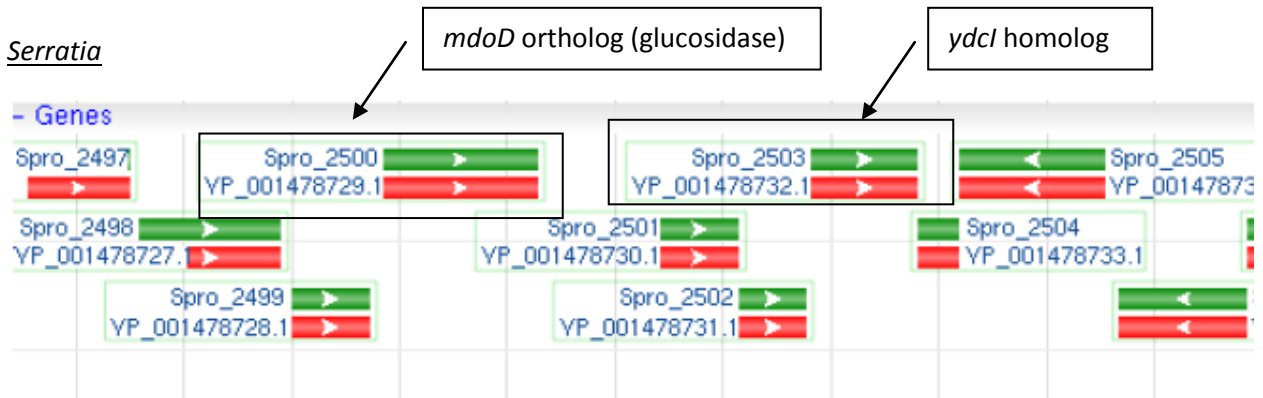 Serratia
mdoD ortholog (glucosidase)
ydcI homolog
– Genes
Spro_2497
Spro_2500
YP_001478729.1
Spro_2503
YP_001478732.1
Spro_2505
YP_00147873
Spro_2498
YP_001478727.1
Spro_2501
YP_001478730.1
Spro_2504
YP_001478733.1
Spro_2499
YP_001478728.1
Spro_2502
YP_001478731.1